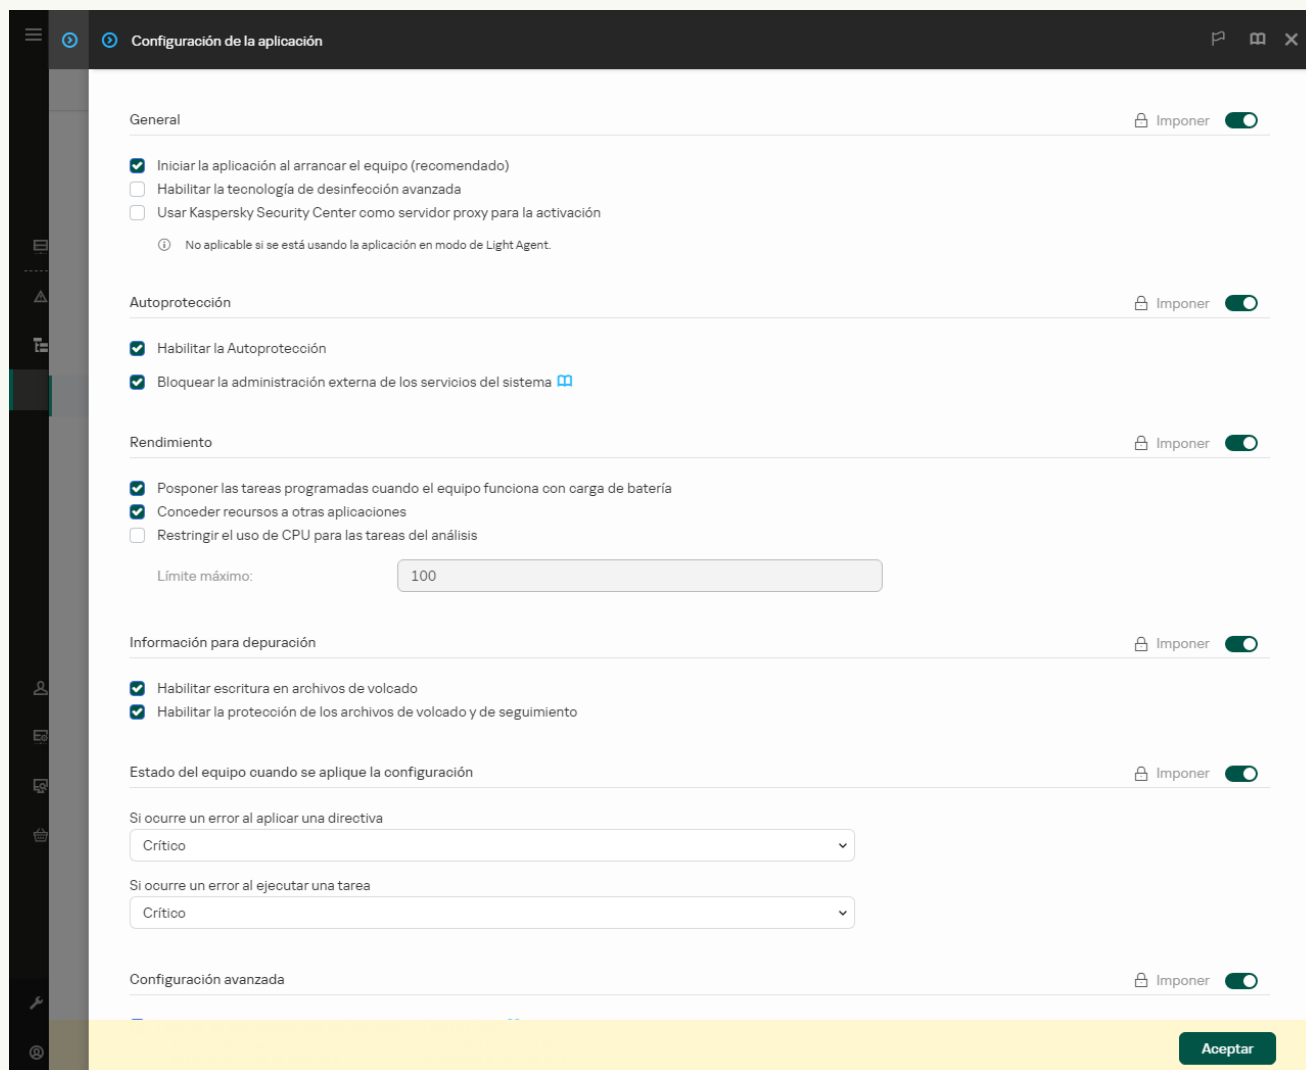 Configuración de la aplicación
General
Imponer
Iniciar la aplicación al arrancar el equipo (recomendado)
Habilitar la tecnología de desinfección avanzada
Usar Kaspersky Security Center como servidor proxy para la activación
No aplicable si se está usando la aplicación en modo de Light Agent.
Autoprotección
Imponer
Habilitar la Autoprotección
Bloquear la administración externa de los servicios del sistema
Rendimiento
Imponer
Posponer las tareas programadas cuando el equipo funciona con carga de batería
Conceder recursos a otras aplicaciones
Restringir el uso de CPU para las tareas del análisis
Límite máximo:
100
Información para depuración
Imponer
Habilitar escritura en archivos de volcado
Habilitar la protección de los archivos de volcado y de seguimiento
Estado del equipo cuando se aplique la configuración
Imponer
Si ocurre un error al aplicar una directiva
Crítico
Si ocurre un error al ejecutar una tarea
Crítico
Configuración avanzada
Imponer
Aceptar